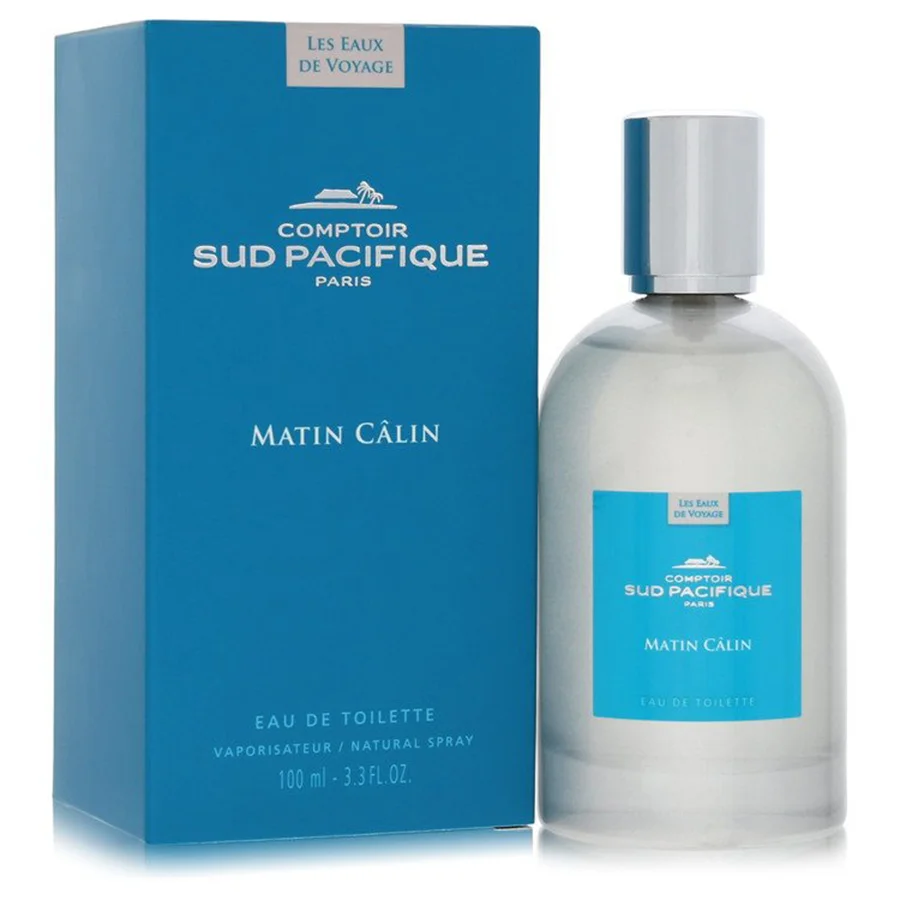 LES EAUX
DE VOYAGE
COMPTOIR
SUD PACIFIQUE
PARIS
MATIN CÂLIN
EAU DE TOILETTE
VAPORISATEUR / NATURAL SPRAY
100 ml - 3.3 FL.OZ.
LES EAUX
DE VOYAGE
COMPTOIR
SUD PACIFIQUE
PARIS
MATIN CÂLIN
EAU DE TOILETTE